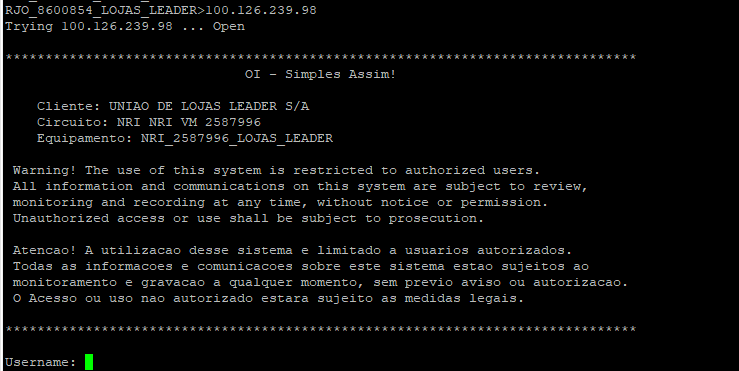 RJO_8600854_LOJAS_LEADER>100.126.239.98
Trying 100.126.239.98 ... Open
*******************************************************************************
OI - Simples Assim!
Cliente: UNIAO DE LOJAS LEADER S/A
Circuito: NRI NRI VM 2587996
Equipamento: NRI_2587996_LOJAS_LEADER
Warning! The use of this system is restricted to authorized users.
All information and communications on this system are subject to review,
monitoring and recording at any time, without notice or permission.
Unauthorized access or use shall be subject to prosecution.
Atencao! A utilizacao desse sistema e limitado a usuarios autorizados.
Todas as informacoes e comunicacoes sobre este sistema estao sujeitos ao
monitoramento e gravacao a qualquer momento, sem previo aviso ou autorizacao.
O Acesso ou uso nao autorizado estara sujeito as medidas legais.
*******************************************************************************
Username: